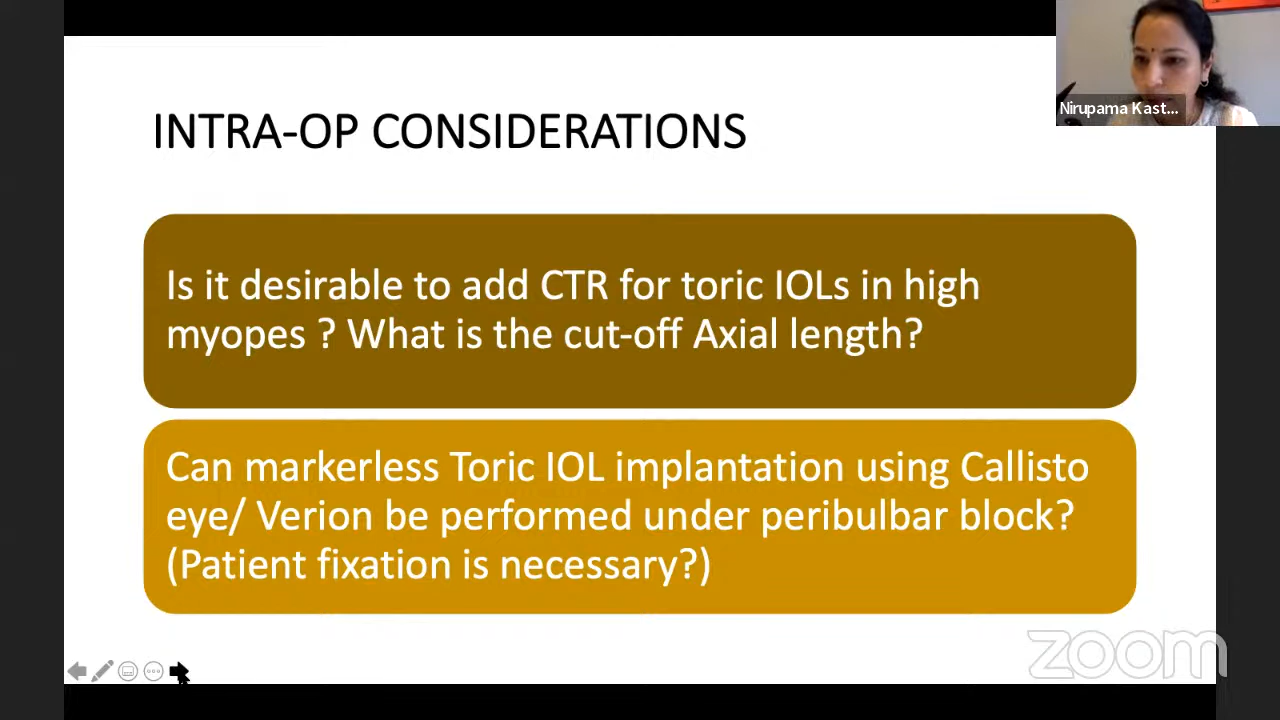 Nirupama Kast...
INTRA-OP CONSIDERATIONS
Is it desirable to add CTR for toric IOLs in high
myopes ? What is the cut-off Axial length?
Can markerless Toric IOL implantation using Callisto
eye/ Verion be performed under peribulbar block?
(Patient fixation is necessary?)
zoom